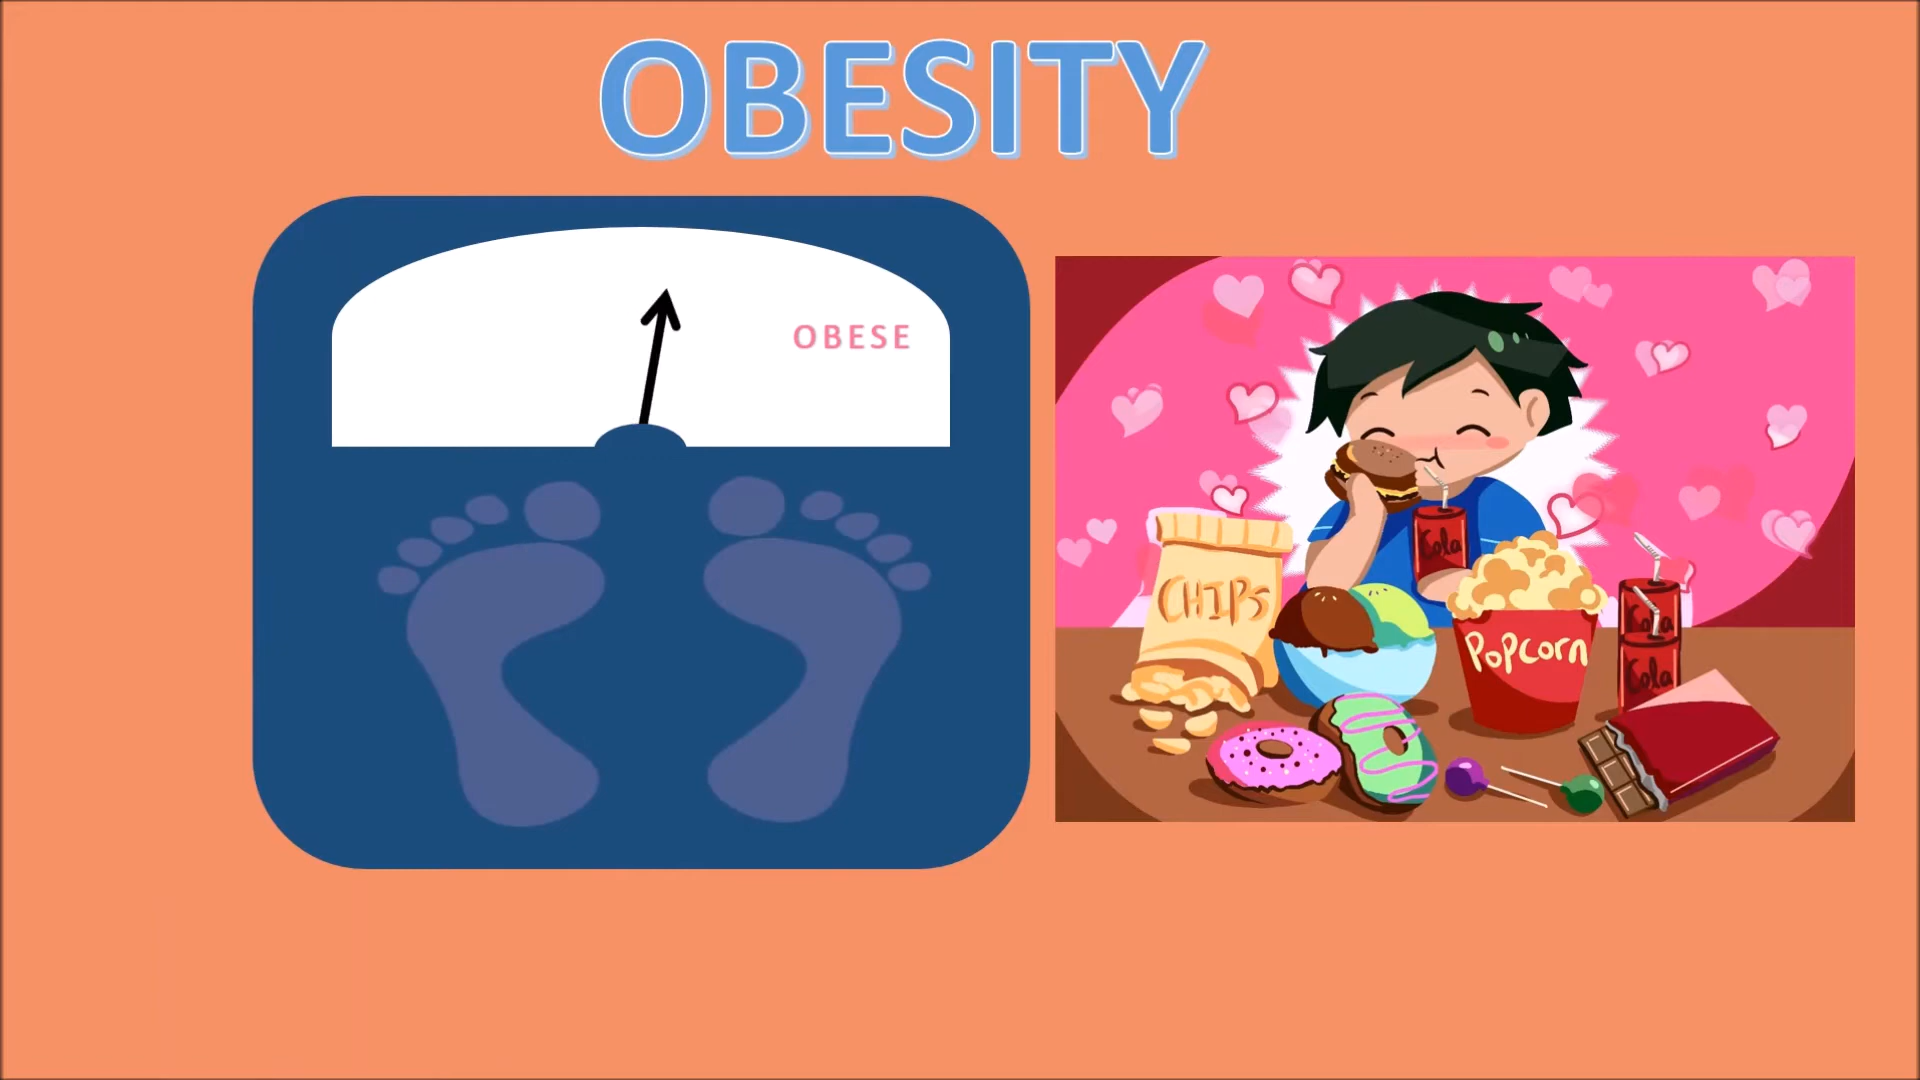 OBESITY
OBESE
Cola
CHIPS
Popcorn
Cola
Cola